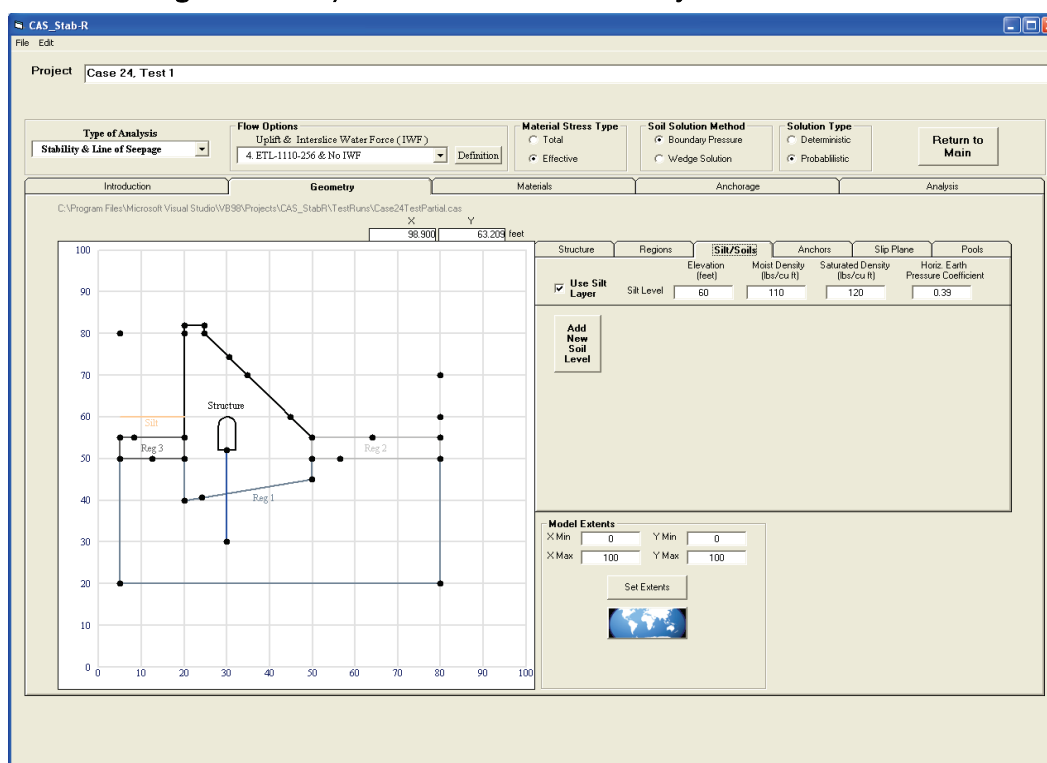 CAS_Stab-R
File Edit
Project Case 24, Test 1
Type of Analysis
Stability & Line of Seepage
Flow Options
Uplift & Interslice Water Force ( IWF )
4. ETL-1110-256 & No IWF
Definition
Material Stress Type
Total
Effective
Soil Solution Method
Boundary Pressure
Wedge Solution
Solution Type
Deterministic
Probablilistic
Return to
Main
Introduction Geometry Materials Anchorage Analysis
C:\Program Files\Microsoft Visual Studio\VB98\Projects\CAS_StabR\TestRuns\Case24TestPartial.cas
X Y
98.900 63.209 feet
Structure Regions Silt/Soils Anchors Slip Plane Pools
Use Silt
Layer
Silt Level
Elevation
(feet)
60
Moist Density
(lbs/cu ft)
110
Saturated Density
(lbs/cu ft)
120
Horiz. Earth
Pressure Coefficient
0.39
Add
New
Soil
Level
100
90
80
70
60
50
40
30
20
10
0
0 10 20 30 40 50 60 70 80 90 100
Structure
Silt
Reg 3
Reg 2
Reg 1
Model Extents
X Min 0 Y Min 0
X Max 100 Y Max 100
Set Extents